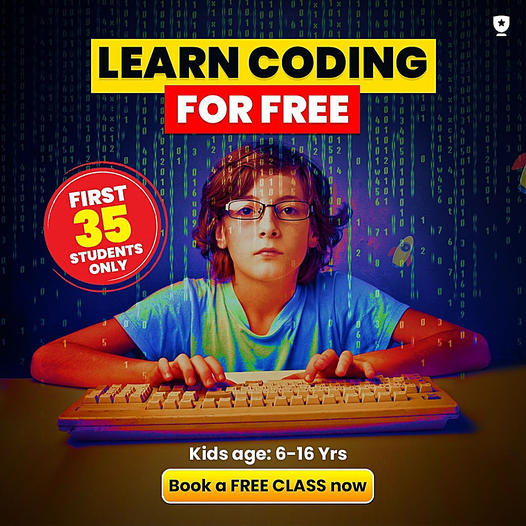 LEARN CODING
FOR FREE
FIRST
35
STUDENTS
ONLY
Kids age: 6-16 Yrs
Book a FREE CLASS now